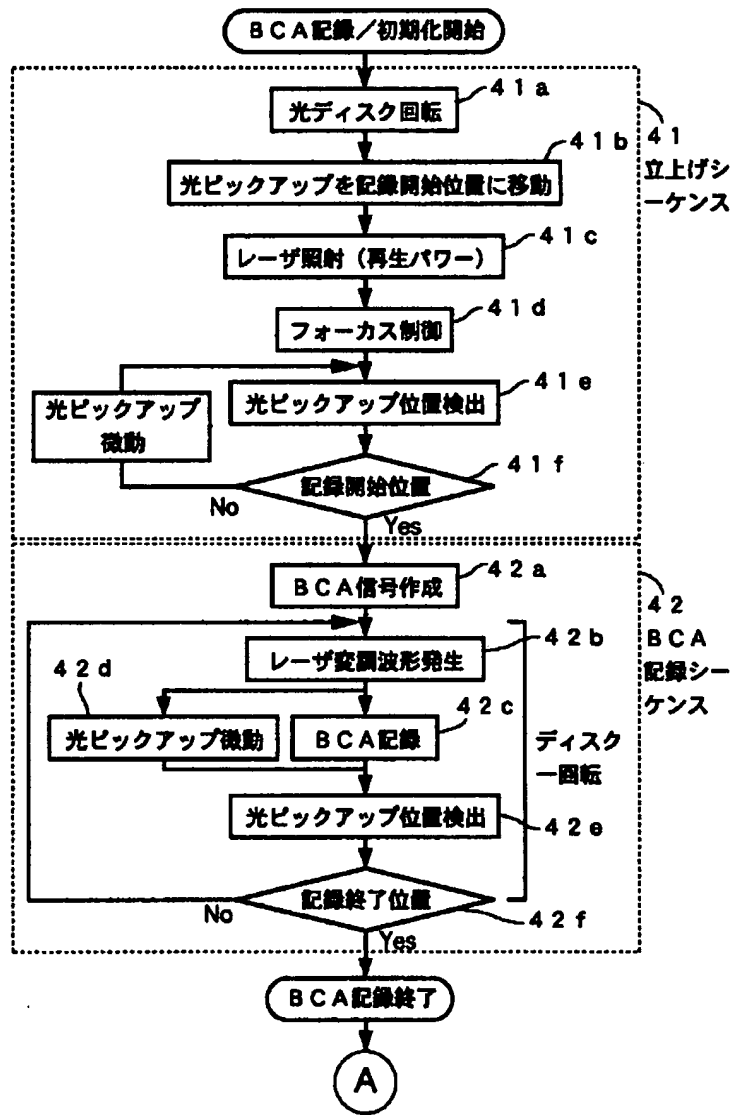 BCA記録/初期化開始
41a
光ディスク回転
41b
光ピックアップを記録開始位置に移動
41
立上げシ
ーケンス
41c
レーザ照射(再生パワー)
41d
フォーカス制御
41e
光ピックアップ位置検出
光ピックアップ
微動
41f
記録開始位置
No
Yes
42a
BCA信号作成
42
BCA
記録シー
ケンス
42b
レーザ変調波形発生
42d
光ピックアップ微動
42c
BCA記録
ディスク
一回転
光ピックアップ位置検出
42e
記録終了位置
No
42f
Yes
BCA記録終了
A